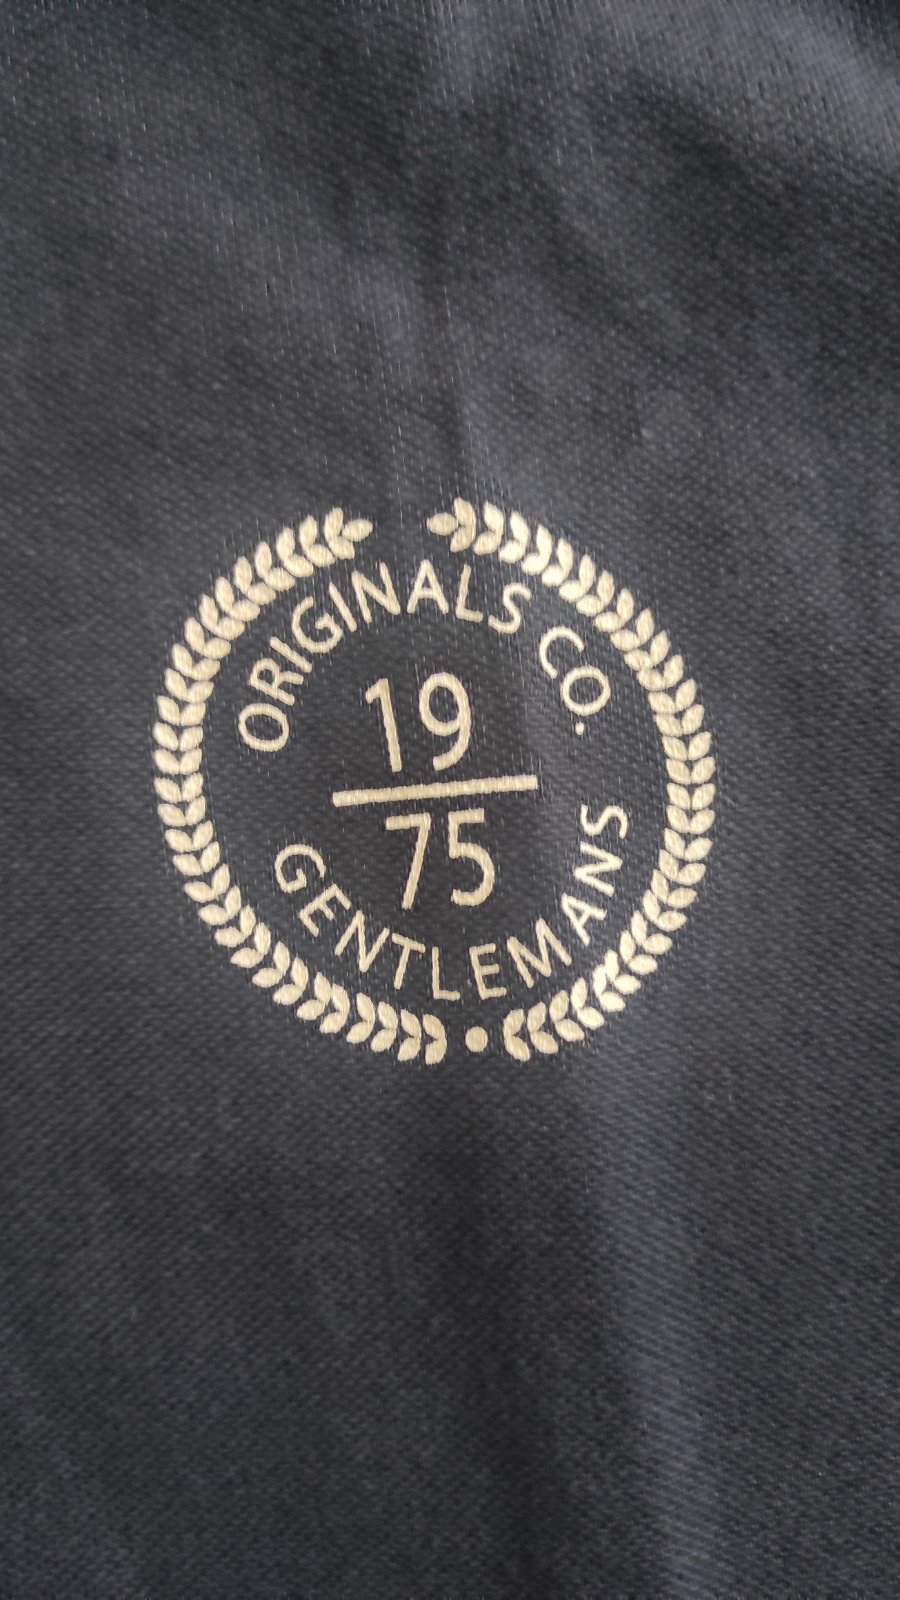 ORIGINALS CO.
19
75
GENTLEMANS